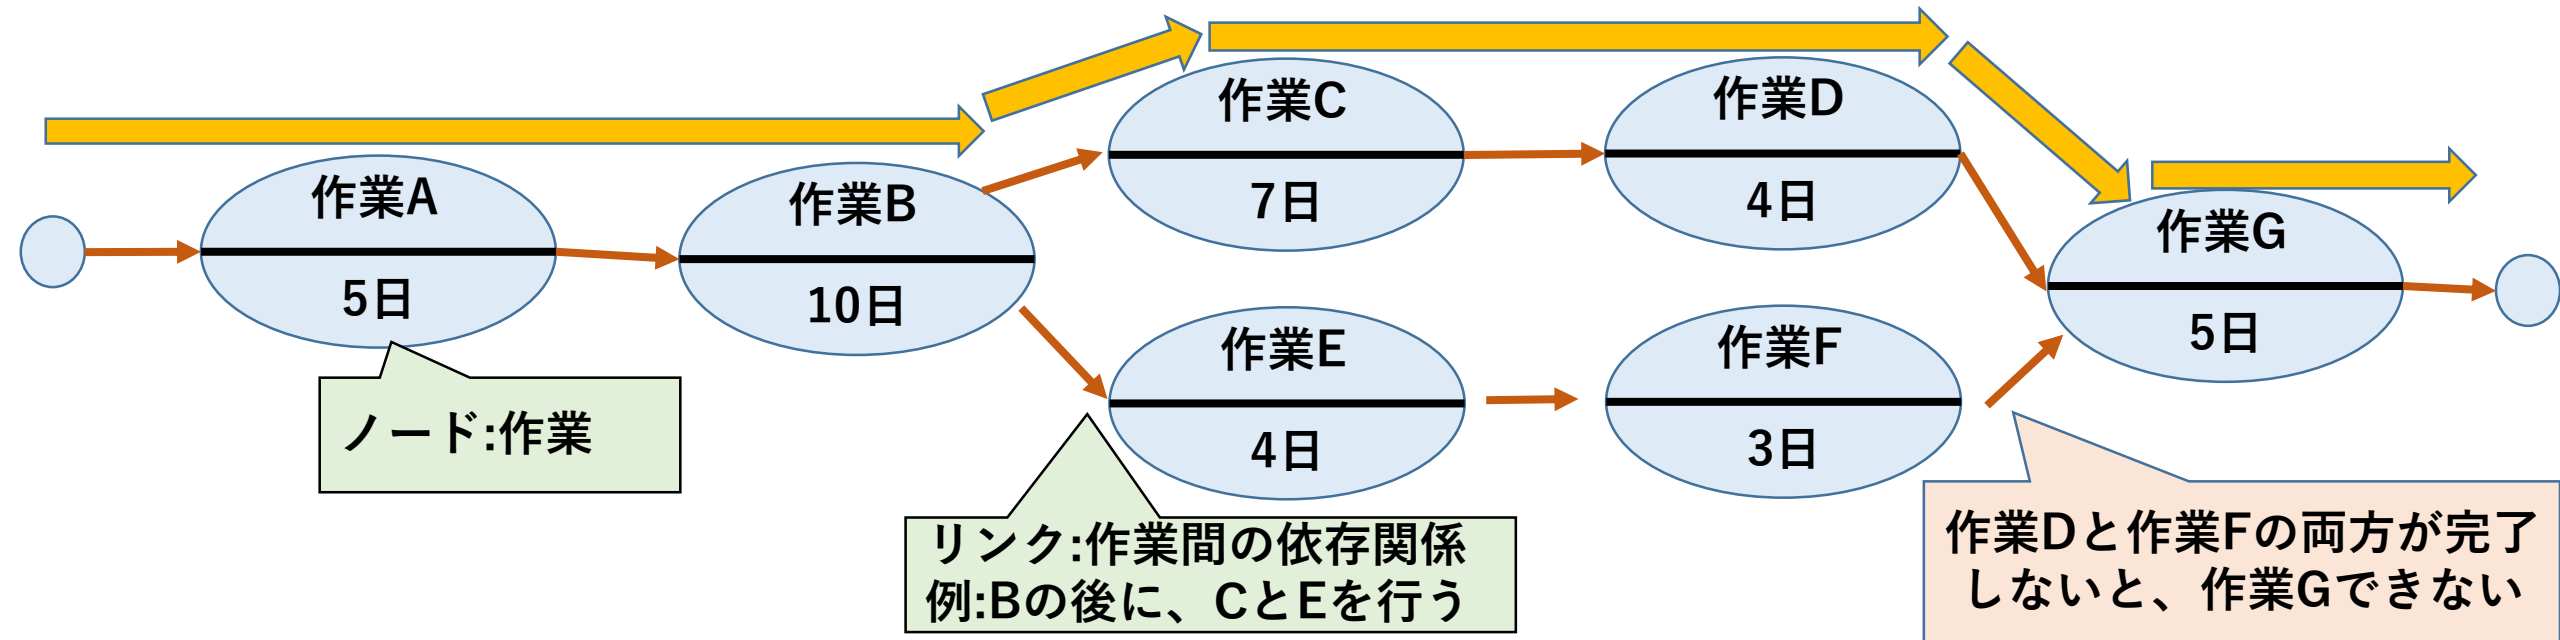 作業A
5日
作業B
10日
作業C
7日
作業D
4日
作業E
4日
作業F
3日
作業G
5日
ノード:作業
リンク:作業間の依存関係
例:Bの後に、CとEを行う
作業Dと作業Fの両方が完了
しないと、作業Gできない